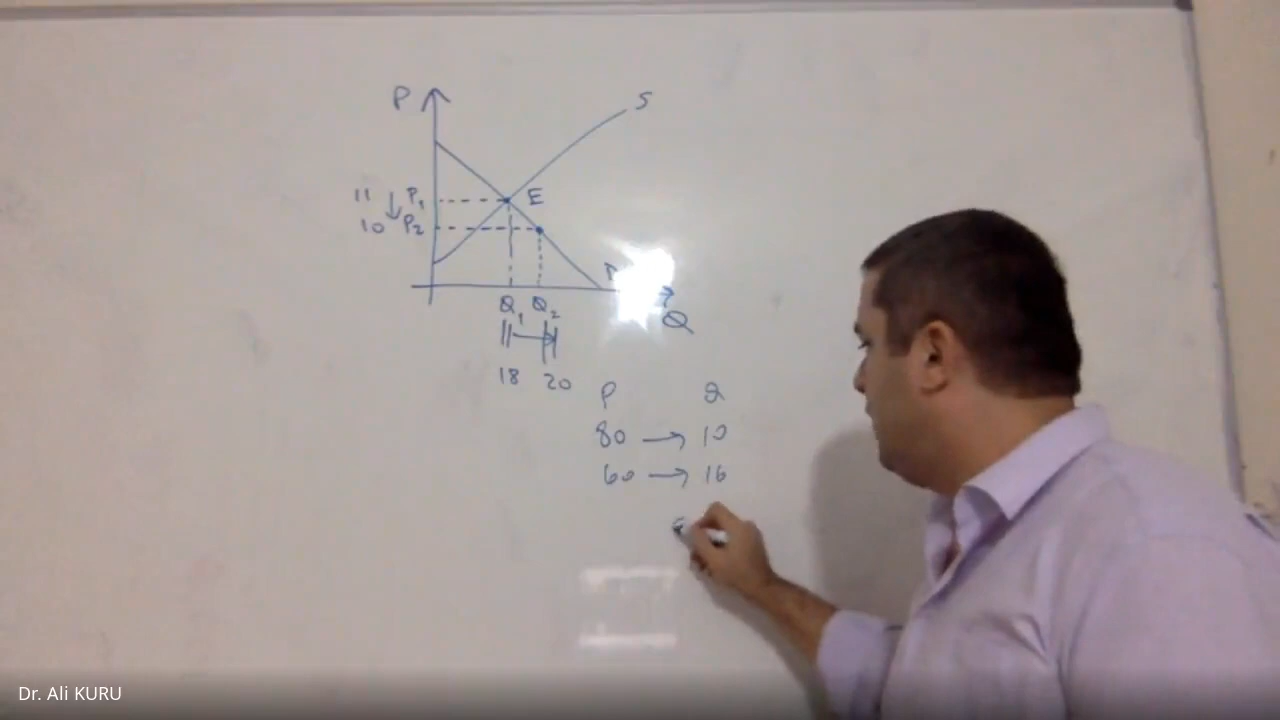 P
S
11 P1 E
10 P2
Q1 Q2
Q
18 20
P Q
80 → 10
60 → 16
Dr. Ali KURU